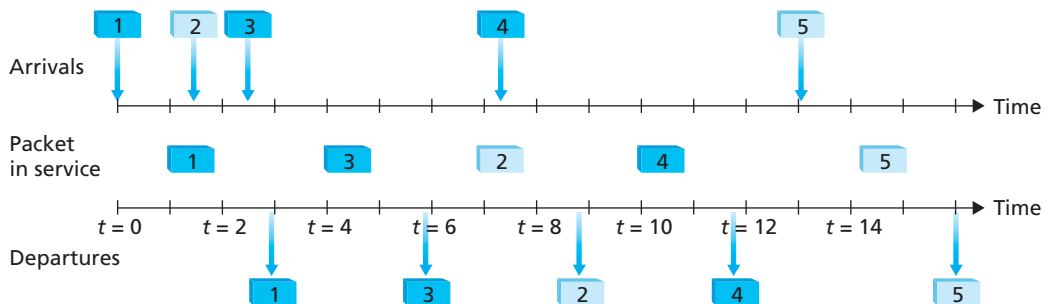 1 2 3 4 5
Arrivals
Time
Packet
in service
1 3 2 4 5
Time
t = 0 t = 2 t = 4 t = 6 t = 8 t = 10 t = 12 t = 14
Departures
1 3 2 4 5